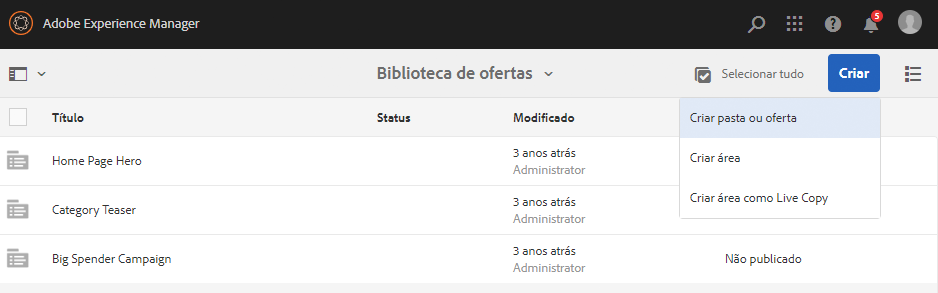 Adobe Experience Manager
5
Biblioteca de ofertas
Selecionar tudo
Criar
Título
Status
Modificado
Criar pasta ou oferta
Criar área
Criar área como Live Copy
Home Page Hero
3 anos atrás
Administrator
Category Teaser
3 anos atrás
Administrator
Big Spender Campaign
3 anos atrás
Administrator
Não publicado